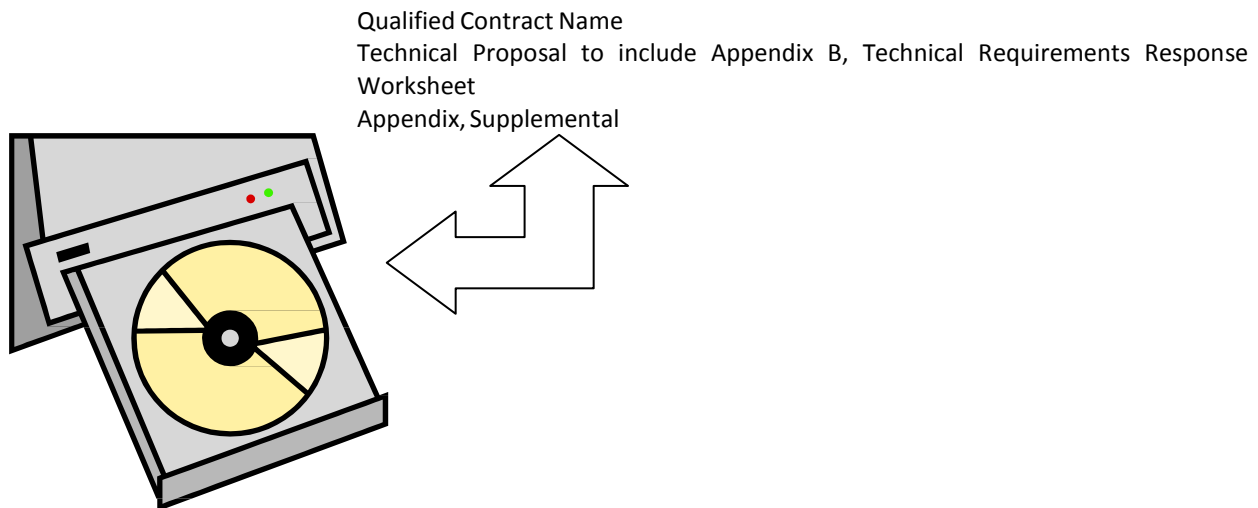 Qualified Contract Name
Technical Proposal to include Appendix B, Technical Requirements Response
Worksheet
Appendix, Supplemental